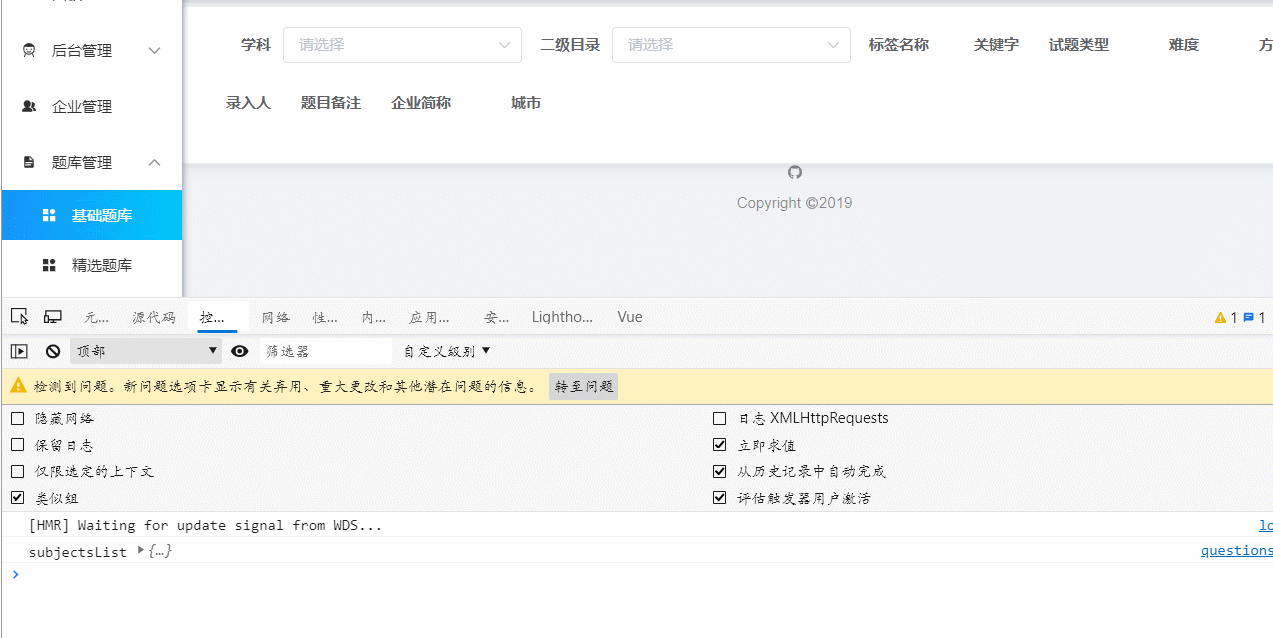 后台管理
企业管理
题库管理
基础题库
精选题库
学科 请选择 二级目录 请选择 标签名称 关键字 试题类型 难度 方
录入人 题目备注 企业简称 城市
Copyright ©2019
元... 源代码 控... 网络 性... 内... 应用... 安... Lightho... Vue 1 1
顶部 筛选器 自定义级别
检测到问题。新问题选项卡显示有关弃用、重大更改和其他潜在问题的信息。 转至问题
隐藏网络 日志 XMLHttpRequests
保留日志 立即求值
仅限选定的上下文 从历史记录中自动完成
类似组 评估触发器用户激活
[HMR] Waiting for update signal from WDS... lo
subjectsList {…} questions